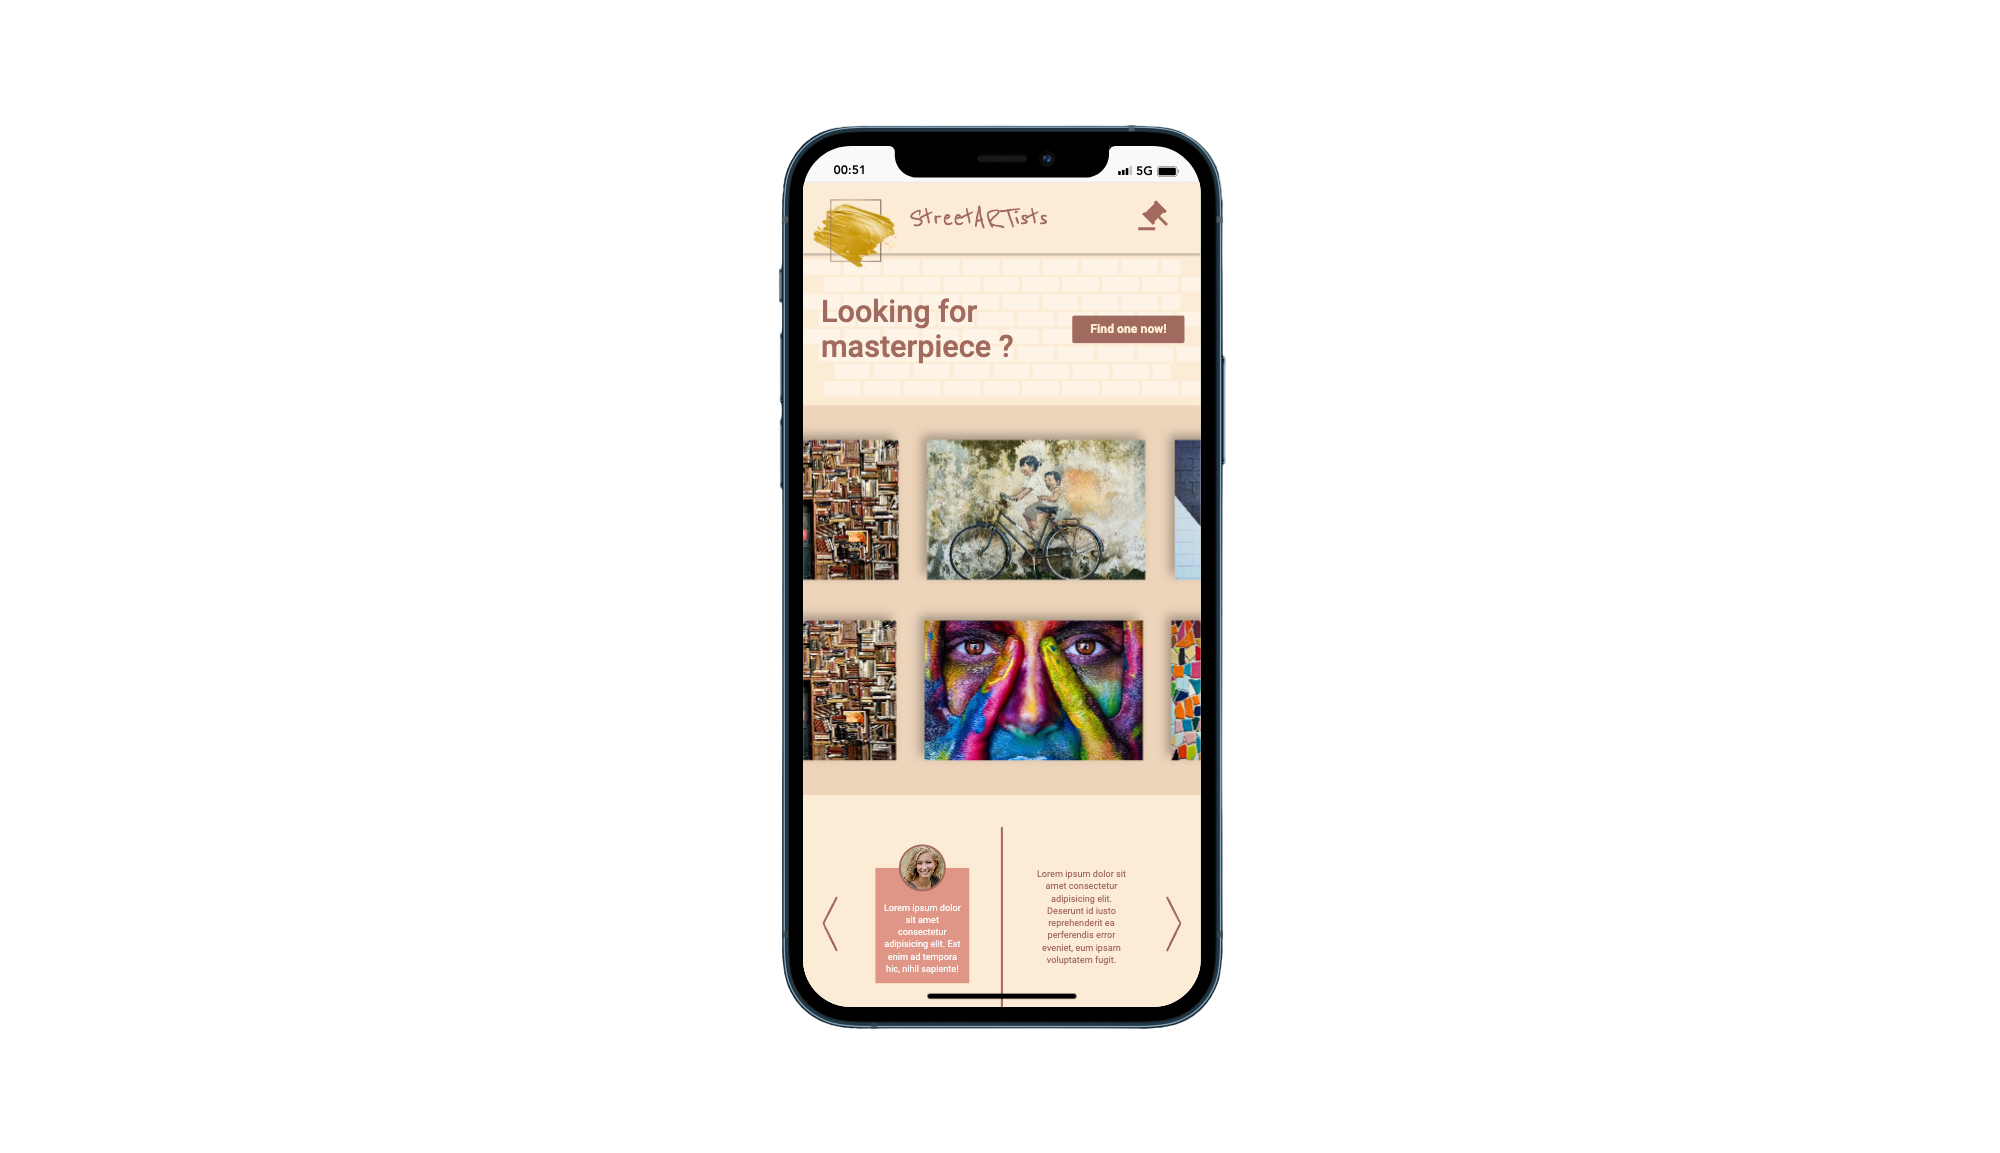 00:51
5G
StreetARTists
Looking for
masterpiece ?
Find one now!
Lorem ipsum dolor
sit amet
consectetur
adipisicing elit. Est
enim ad tempora
hic, nihil sapiente!
Lorem ipsum dolor sit
amet consectetur
adipisicing elit.
Deserunt id iusto
reprehenderit ea
perferendis error
eveniet, eum ipsam
voluptatem fugit.